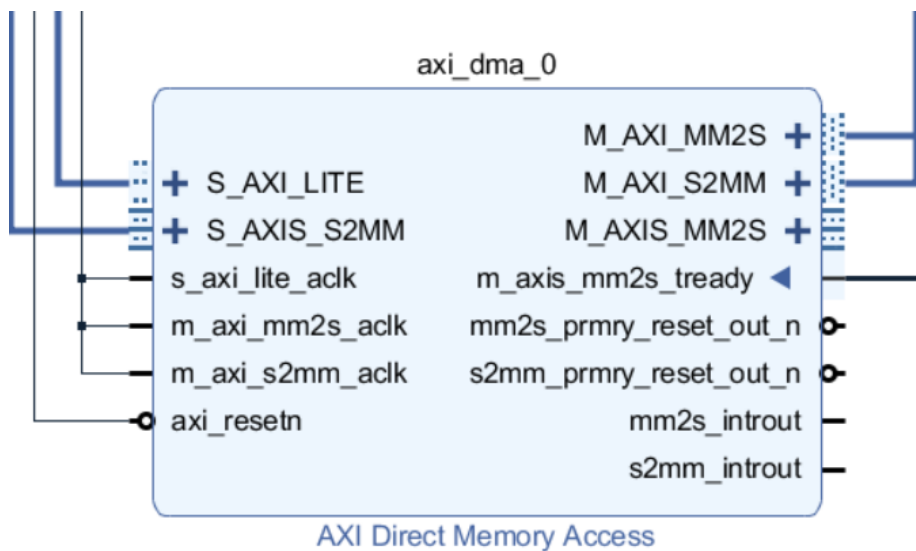 axi_dma_0
M_AXI_MM2S
S_AXI_LITE
M_AXI_S2MM
S_AXIS_S2MM
M_AXIS_MM2S
s_axi_lite_aclk
m_axis_mm2s_tready
m_axi_mm2s_aclk
mm2s_prmry_reset_out_n
m_axi_s2mm_aclk
s2mm_prmry_reset_out_n
axi_resetn
mm2s_introut
s2mm_introut
AXI Direct Memory Access